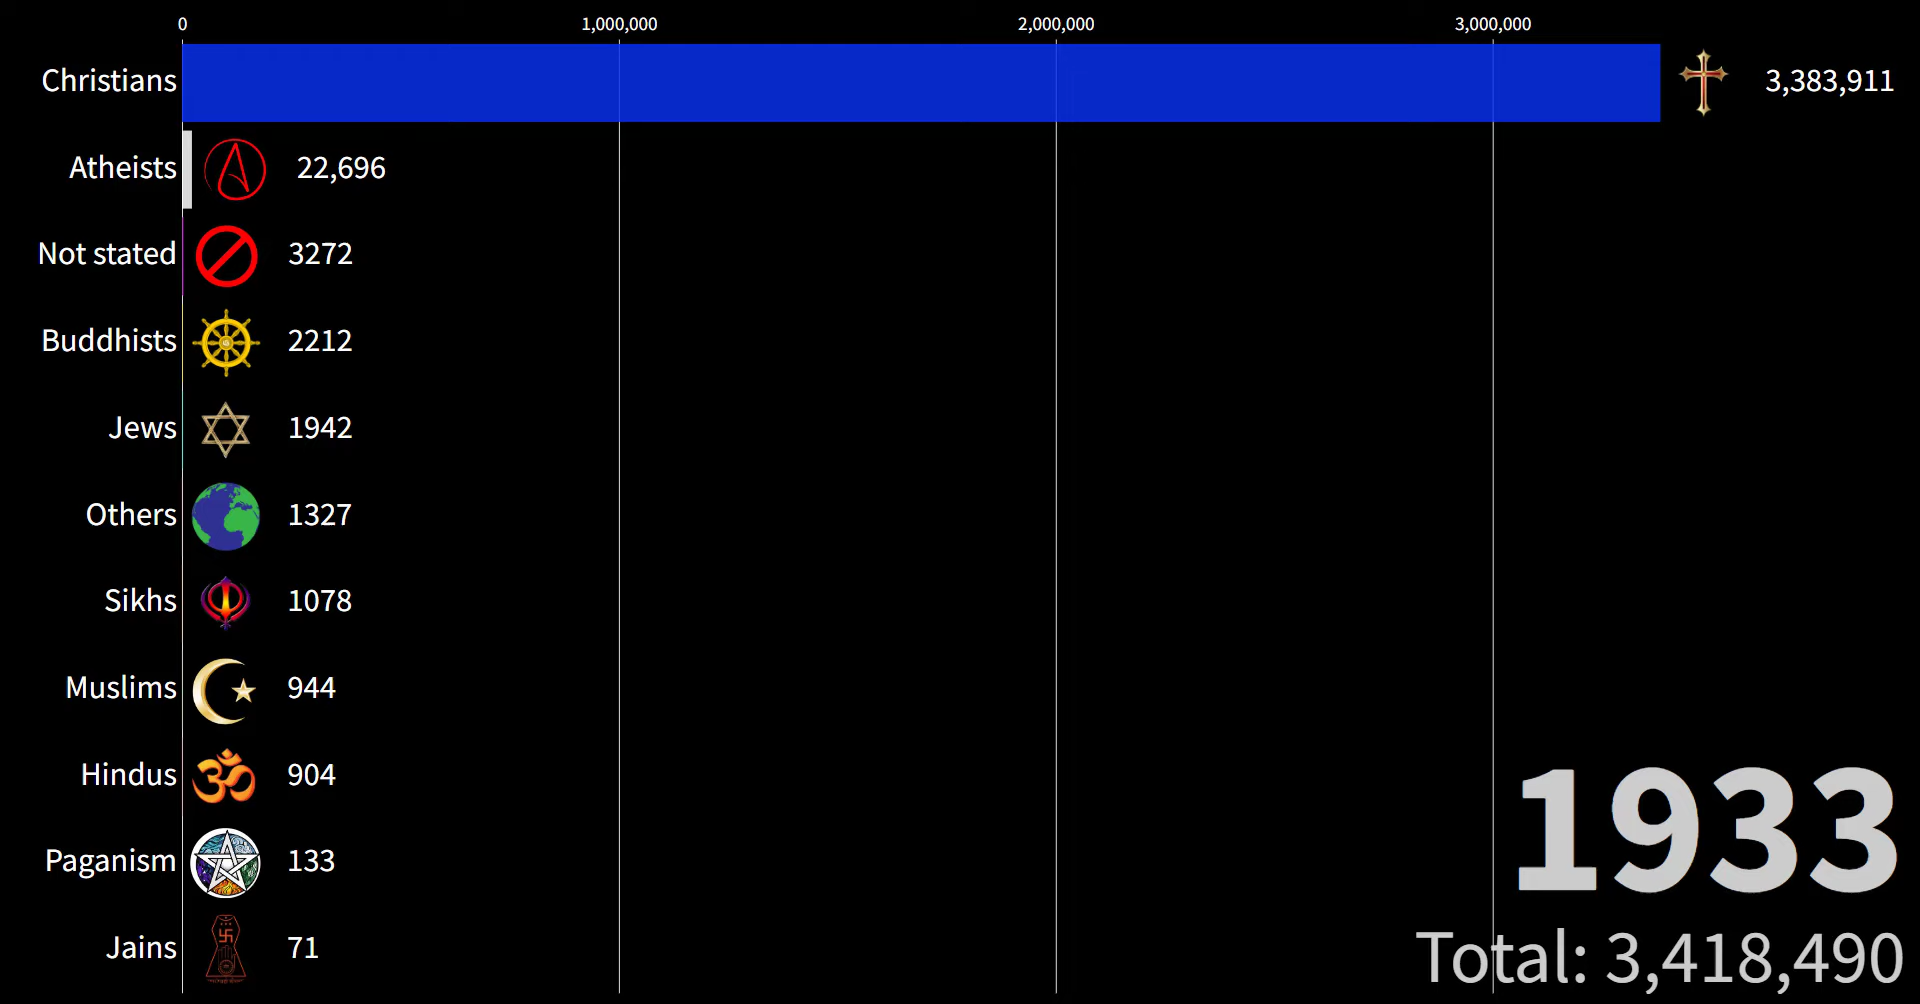 0 1,000,000 2,000,000 3,000,000
Christians 3,383,911
Atheists 22,696
Not stated 3272
Buddhists 2212
Jews 1942
Others 1327
Sikhs 1078
Muslims 944
Hindus 904
Paganism 133
Jains 71
1933
Total: 3,418,490